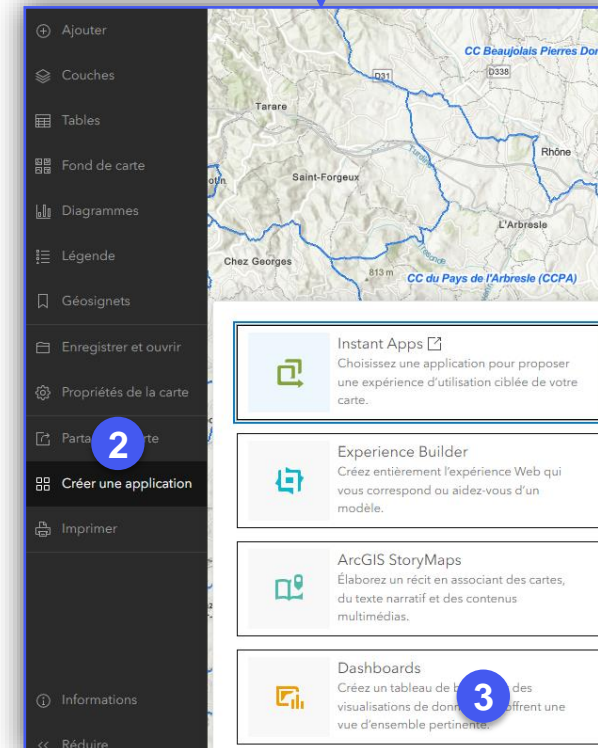 Ajouter
Couches
Tables
Fond de carte
Diagrammes
Légende
Géosignets
Enregistrer et ouvrir
Propriétés de la carte
2
Créer une application
Imprimer
Informations
Réduire
CC Beaujolais Pierres Dor
D31
D338
Tarare
Turdine
Rhône
Saint-Forgeux
L'Arbresle
Chez Georges
813 m
CC du Pays de l'Arbresle (CCPA)
Instant Apps
Choisissez une application pour proposer
une expérience d'utilisation ciblée de votre
carte.
Experience Builder
Créez entièrement l'expérience Web qui
vous correspond ou aidez-vous d'un
modèle.
ArcGIS StoryMaps
Élaborez un récit en associant des cartes,
du texte narratif et des contenus
multimédias.
Dashboards
Créez un tableau de des
3
visualisations de offrent une
vue d'ensemble pertinente.